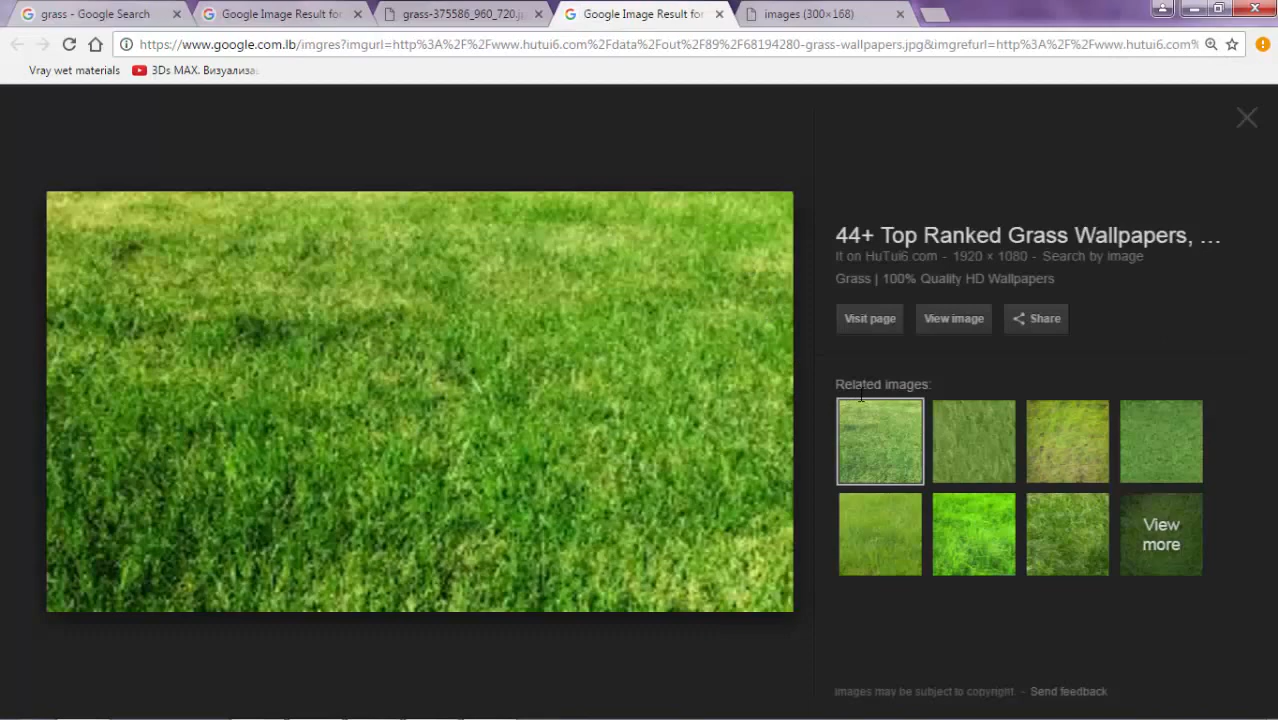 grass - Google Search
Google Image Result for
grass-375586_960_720.j
Google Image Result for
images (300×168)
https://www.google.com.lb/imgres?imgurl=http%3A%2F%2Fwww.hutui6.com%2Fdata%2Fout%2F89%2F68194280-grass-wallpapers.jpg&imgrefurl=http%3A%2F%2Fwww.hutui6.com%
Vray wet materials
3Ds MAX. Визуализа
44+ Top Ranked Grass Wallpapers, ...
It on HuTui6.com - 1920 × 1080 - Search by image
Grass | 100% Quality HD Wallpapers
Visit page
View image
Share
Related images:
View
more
Images may be subject to copyright. - Send feedback